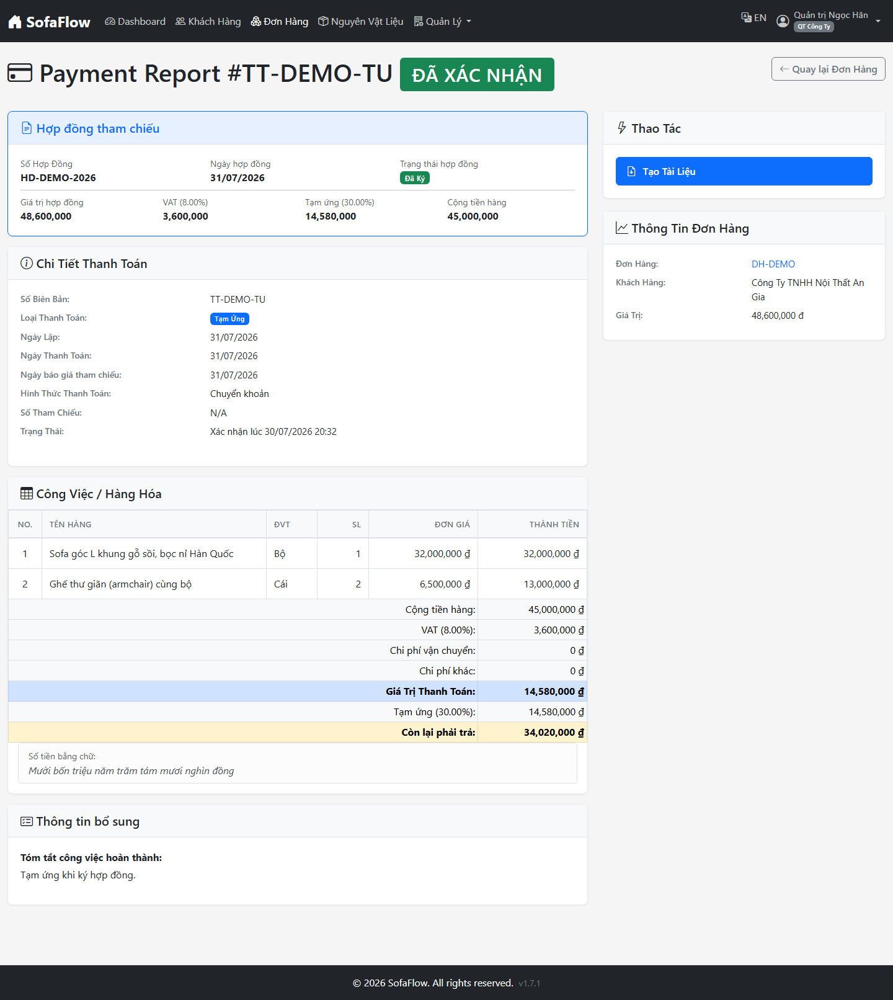 SofaFlow
Dashboard
Khách Hàng
Đơn Hàng
Nguyên Vật Liệu
Quản Lý
EN
Quản trị Ngọc Hân
QT Công Ty
Payment Report #TT-DEMO-TU
ĐÃ XÁC NHẬN
← Quay lại Đơn Hàng
Hợp đồng tham chiếu
Số Hợp Đồng
HD-DEMO-2026
Ngày hợp đồng
31/07/2026
Trạng thái hợp đồng
Đã Ký
Giá trị hợp đồng
48,600,000
VAT (8.00%)
3,600,000
Tạm ứng (30.00%)
14,580,000
Cộng tiền hàng
45,000,000
Chi Tiết Thanh Toán
Số Biên Bản: TT-DEMO-TU
Loại Thanh Toán: Tạm Ứng
Ngày Lập: 31/07/2026
Ngày Thanh Toán: 31/07/2026
Ngày báo giá tham chiếu: 31/07/2026
Hình Thức Thanh Toán: Chuyển khoản
Số Tham Chiếu: N/A
Trạng Thái: Xác nhận lúc 30/07/2026 20:32
Công Việc / Hàng Hóa
NO. TÊN HÀNG ĐVT SL ĐƠN GIÁ THÀNH TIỀN
1 Sofa góc L khung gỗ sồi, bọc nỉ Hàn Quốc Bộ 1 32,000,000 ₫ 32,000,000 ₫
2 Ghế thư giãn (armchair) cùng bộ Cái 2 6,500,000 ₫ 13,000,000 ₫
Cộng tiền hàng: 45,000,000 ₫
VAT (8.00%): 3,600,000 ₫
Chi phí vận chuyển: 0 ₫
Chi phí khác: 0 ₫
Giá Trị Thanh Toán: 14,580,000 ₫
Tạm ứng (30.00%): 14,580,000 ₫
Còn lại phải trả: 34,020,000 ₫
Số tiền bằng chữ:
Mười bốn triệu năm trăm tám mươi nghìn đồng
Thông tin bổ sung
Tóm tắt công việc hoàn thành:
Tạm ứng khi ký hợp đồng.
Thao Tác
Tạo Tài Liệu
Thông Tin Đơn Hàng
Đơn Hàng: DH-DEMO
Khách Hàng: Công Ty TNHH Nội Thất An
Gia
Giá Trị: 48,600,000 đ
© 2026 SofaFlow. All rights reserved. v1.7.1